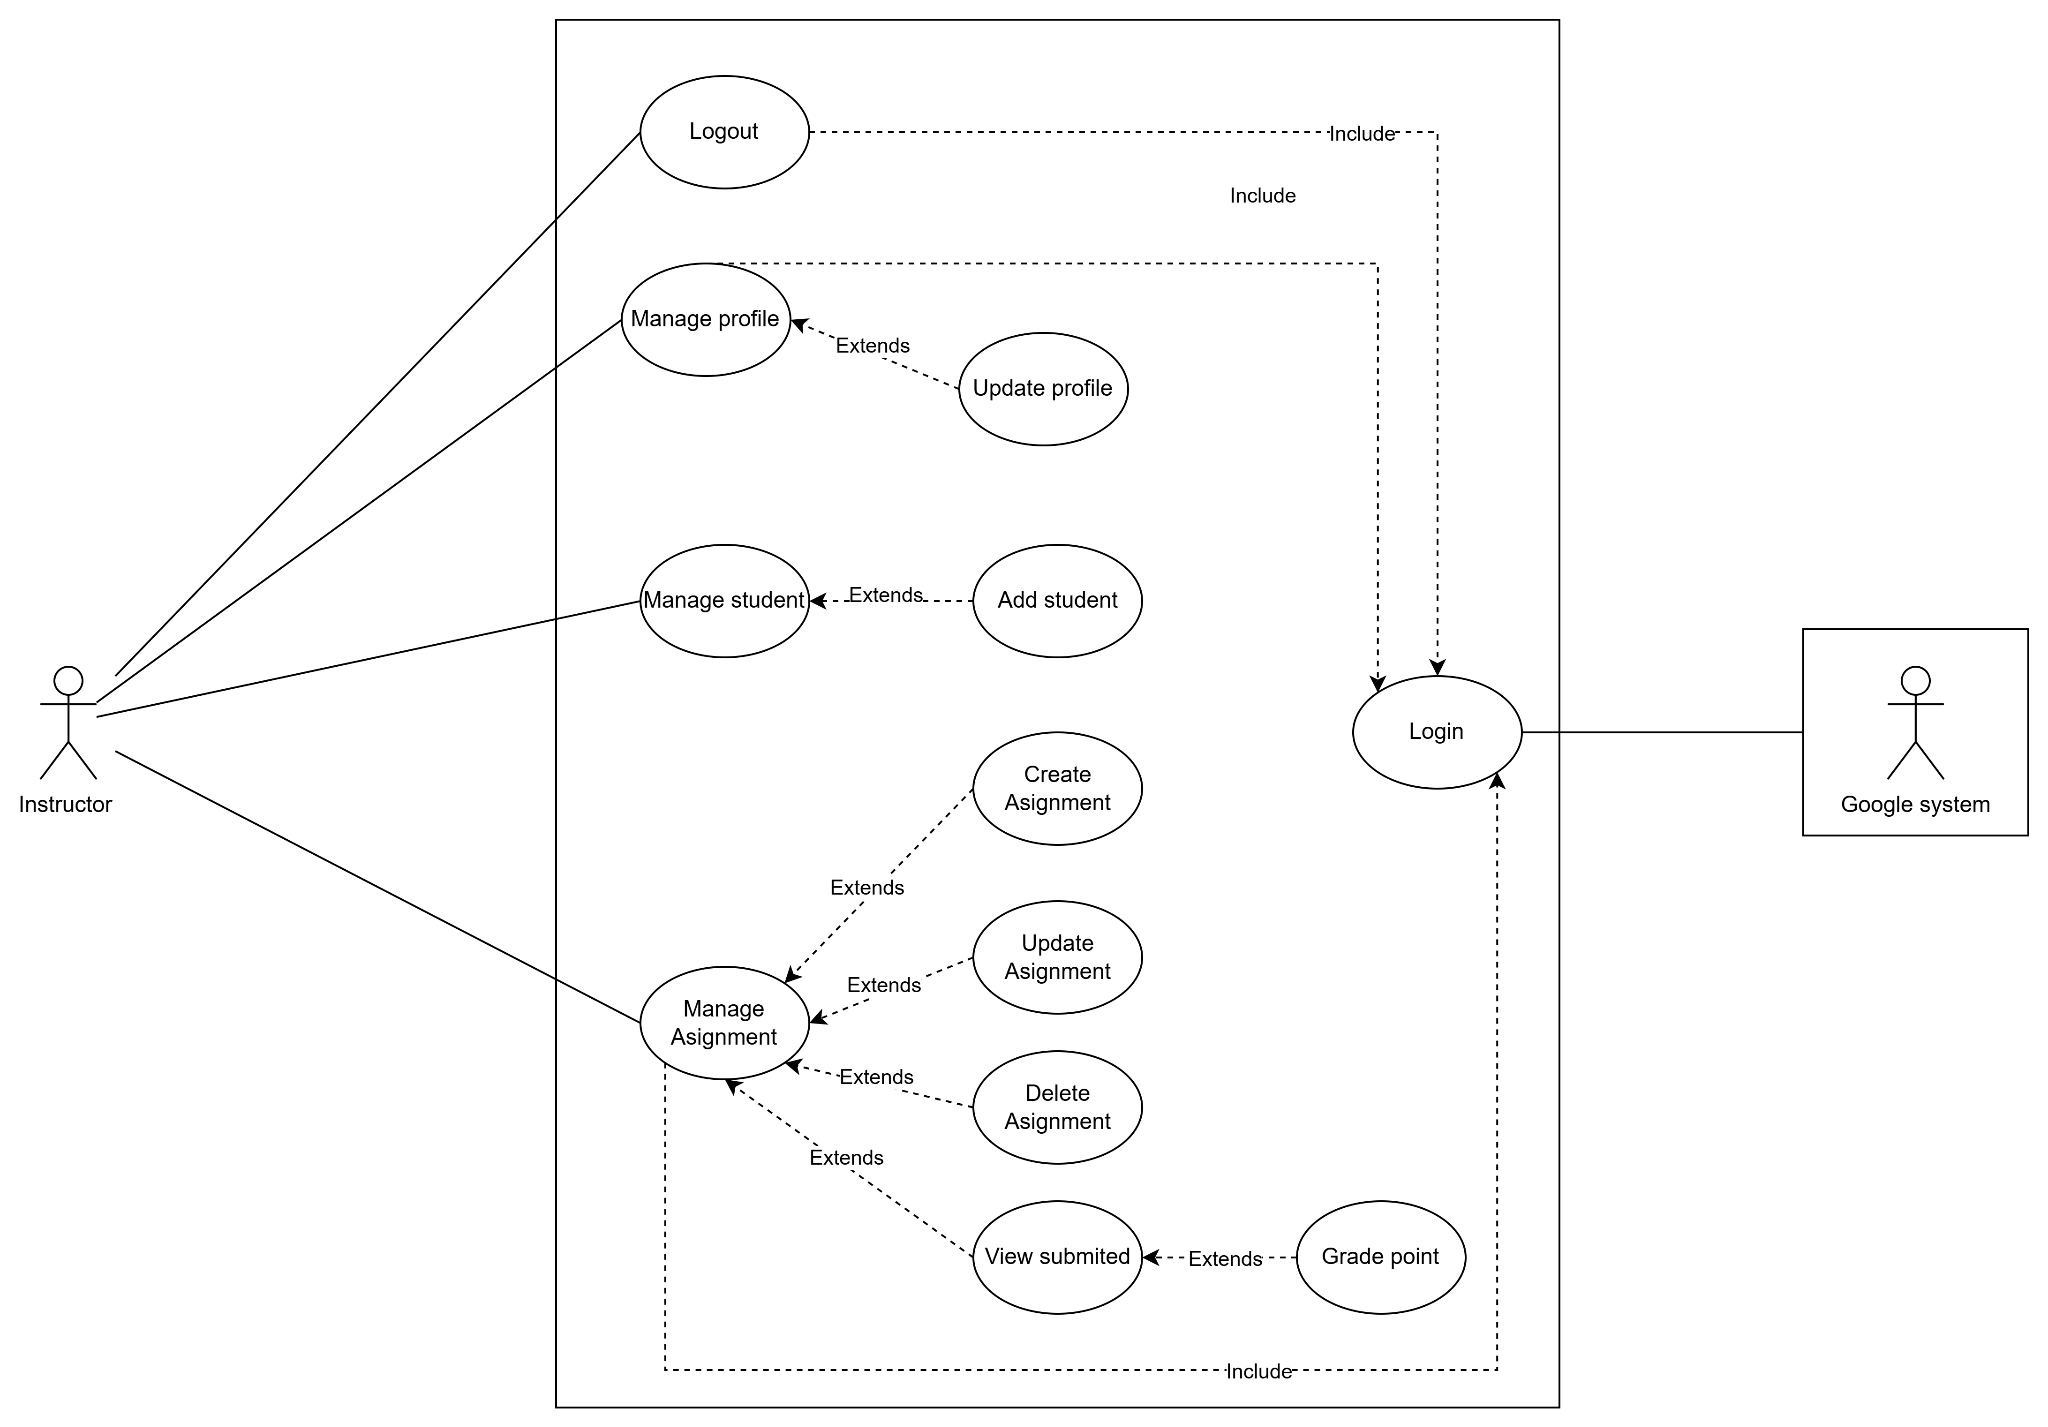 Logout
Include
Include
Manage profile
Extends
Update profile
Manage student
Extends
Add student
Instructor
Login
Google system
Create
Asignment
Extends
Update
Asignment
Extends
Manage
Asignment
Extends
Delete
Asignment
Extends
View submited
Extends
Grade point
Include